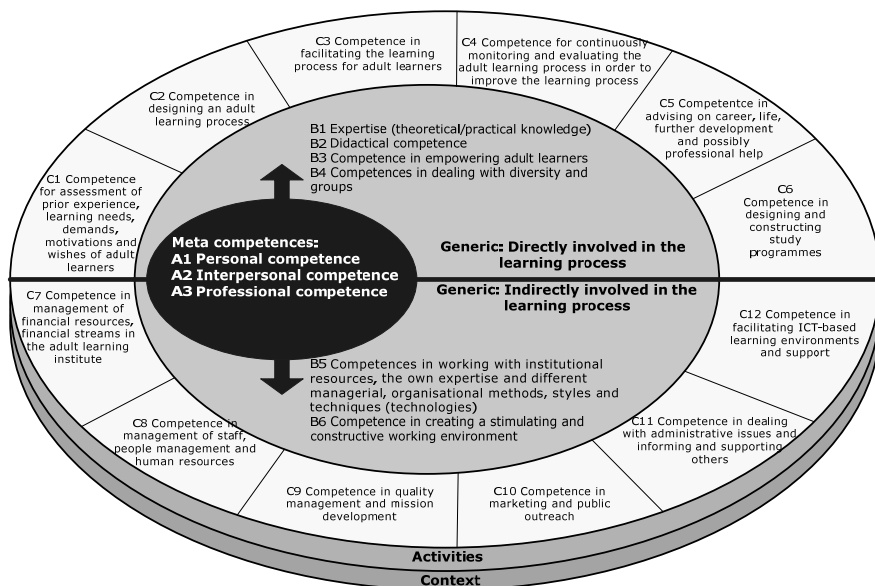 C3 Competence in
facilitating the learning
process for adult learners
C4 Competence for continuously
monitoring and evaluating the
adult learning process in order to
improve the learning process
C2 Competence in
designing an adult
learning process
C5 Competentce in
advising on career, life,
further development
and possibly
professional help
C1 Competence
for assessment of
prior experience,
learning needs,
demands,
motivations and
wishes of adult
learners
C6
Competence in
designing and
constructing
study
programmes
B1 Expertise (theoretical/practical knowledge)
B2 Didactical competence
B3 Competence in empowering adult learners
B4 Competences in dealing with diversity and
groups
Meta competences:
A1 Personal competence
A2 Interpersonal competence
A3 Professional competence
Generic: Directly involved in the
learning process
Generic: Indirectly involved in the
learning process
C7 Competence in
management of
financial resources,
financial streams in
the adult learning
institute
C12 Competence in
facilitating ICT-based
learning environments
and support
B5 Competences in working with institutional
resources, the own expertise and different
managerial, organisational methods, styles and
techniques (technologies)
B6 Competence in creating a stimulating and
constructive working environment
C8 Competence in
management of staff,
people management and
human resources
C11 Competence in dealing
with administrative issues and
informing and supporting
others
C9 Competence in quality
management and mission
development
C10 Competence in
marketing and public
outreach
Activities
Context